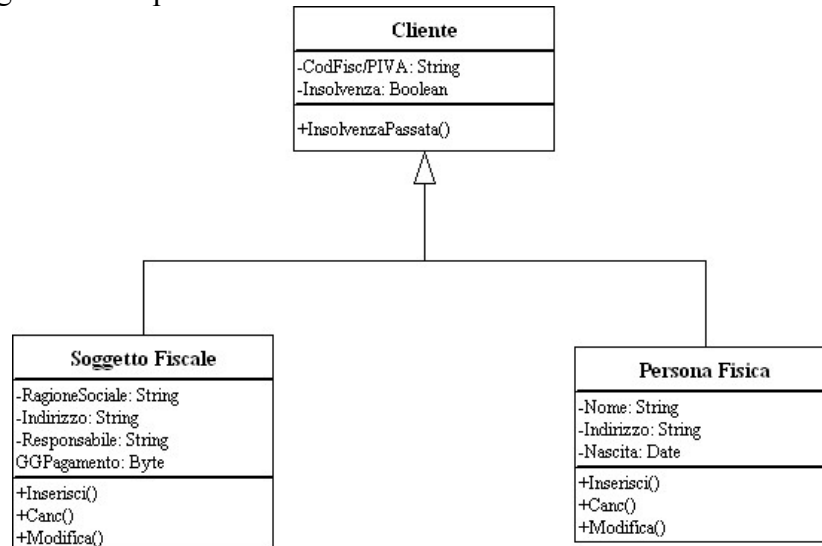 Cliente
-CodFisc/PIVA: String
-Insolvenza: Boolean
+InsolvenzaPassata()
Soggetto Fiscale
-RagioneSociale: String
-Indirizzo: String
-Responsabile: String
GGPagamento: Byte
+Inserisci()
+Canc()
+Modifica()
Persona Fisica
-Nome: String
-Indirizzo: String
-Nascita: Date
+Inserisci()
+Canc()
+Modifica()